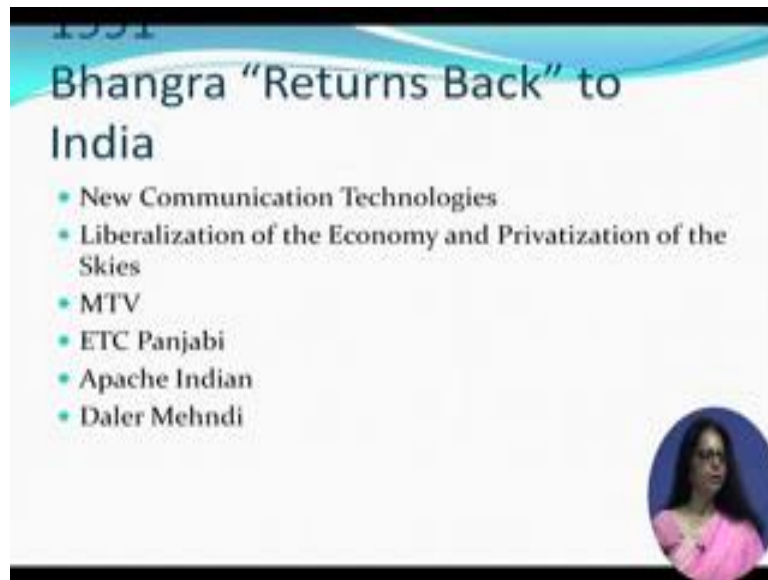 1991
Bhangra “Returns Back” to
India
New Communication Technologies
Liberalization of the Economy and Privatization of the
Skies
MTV
ETC Panjabi
Apache Indian
Daler Mehndi